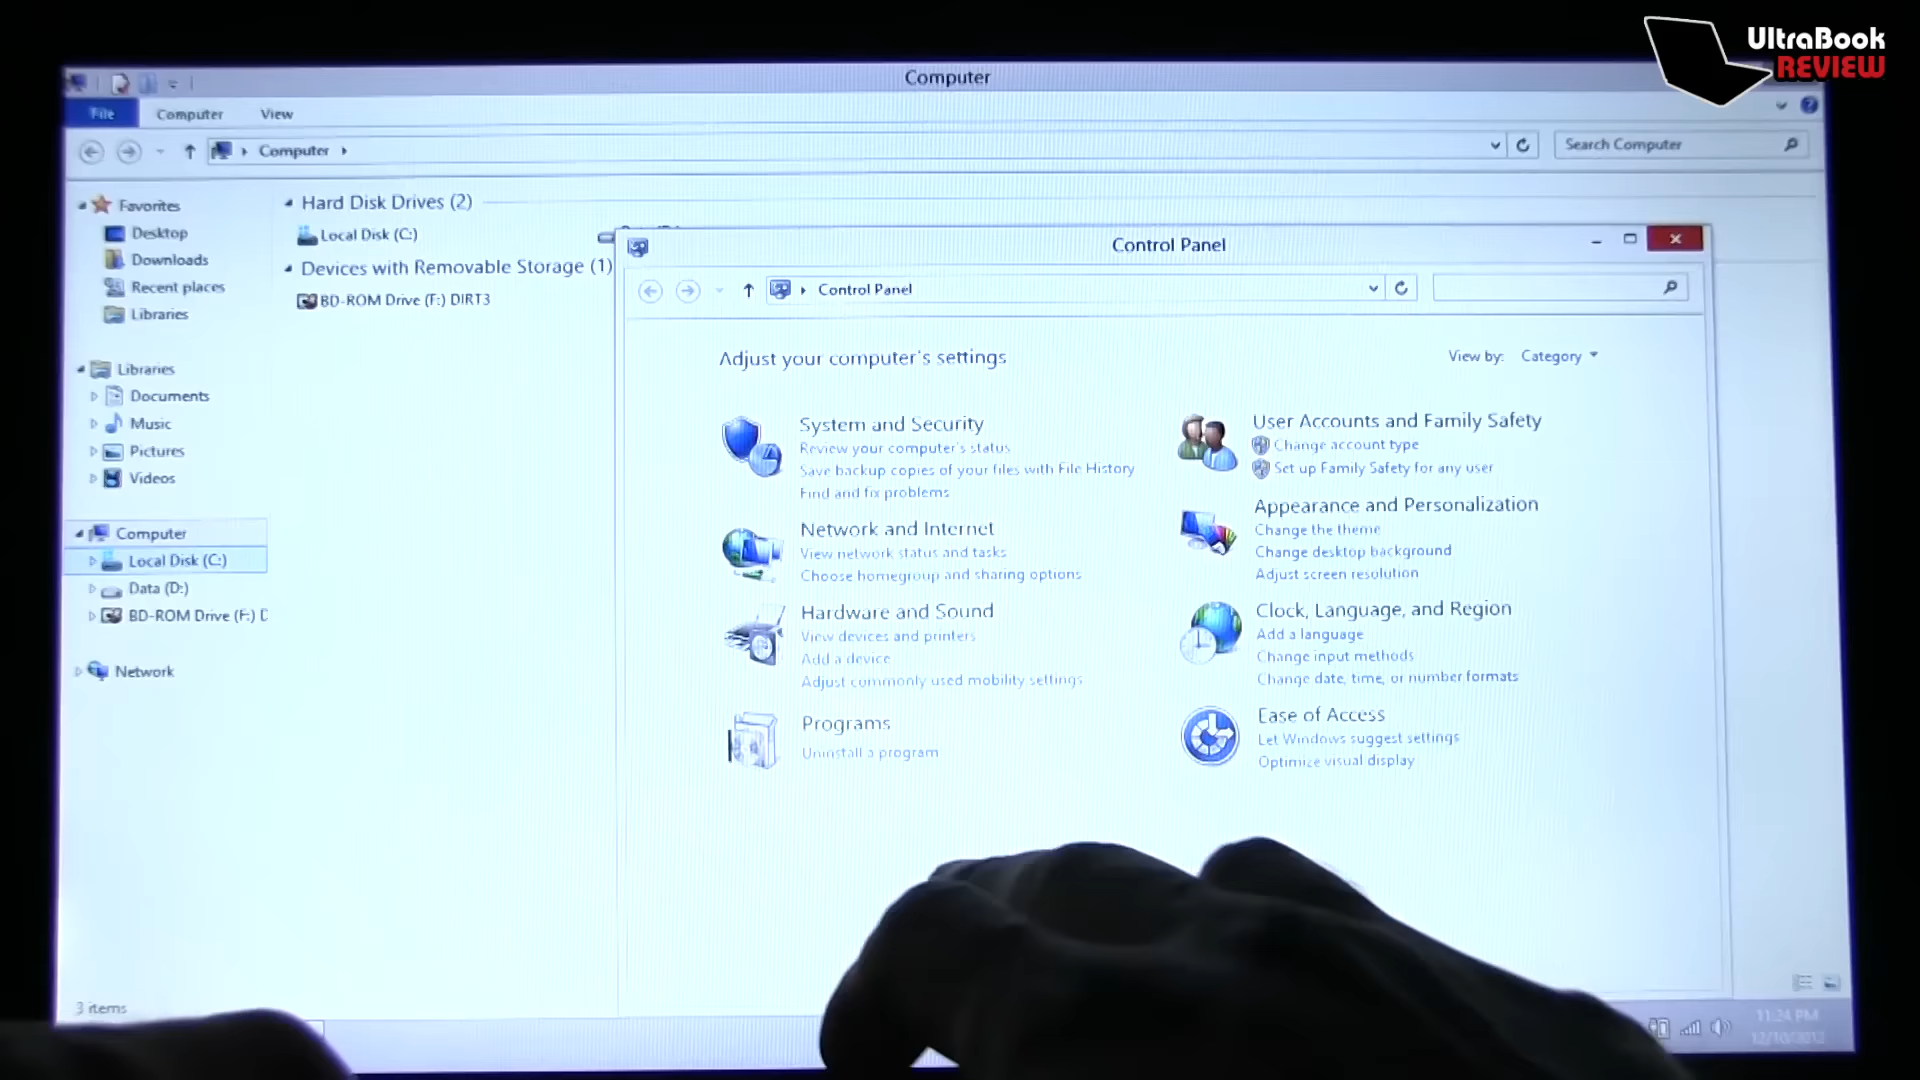 UltraBook
REVIEW
Computer
File Computer View
Computer
Search Computer
Favorites
Desktop
Downloads
Recent places
Libraries
Libraries
Documents
Music
Pictures
Videos
Computer
Local Disk (C:)
Data (D:)
BD-ROM Drive (F:) D
Network
3 items
Hard Disk Drives (2)
Local Disk (C:)
Devices with Removable Storage (1)
BD-ROM Drive (F:) DIRT3
Control Panel
Control Panel
Adjust your computer's settings
View by: Category
System and Security
Review your computer's status
Save backup copies of your files with File History
Find and fix problems
Network and Internet
View network status and tasks
Choose homegroup and sharing options
Hardware and Sound
View devices and printers
Add a device
Adjust commonly used mobility settings
Programs
Uninstall a program
User Accounts and Family Safety
Change account type
Set up Family Safety for any user
Appearance and Personalization
Change the theme
Change desktop background
Adjust screen resolution
Clock, Language, and Region
Add a language
Change input methods
Change date, time, or number formats
Ease of Access
Let Windows suggest settings
Optimize visual display
11:24 PM
12/10/2012